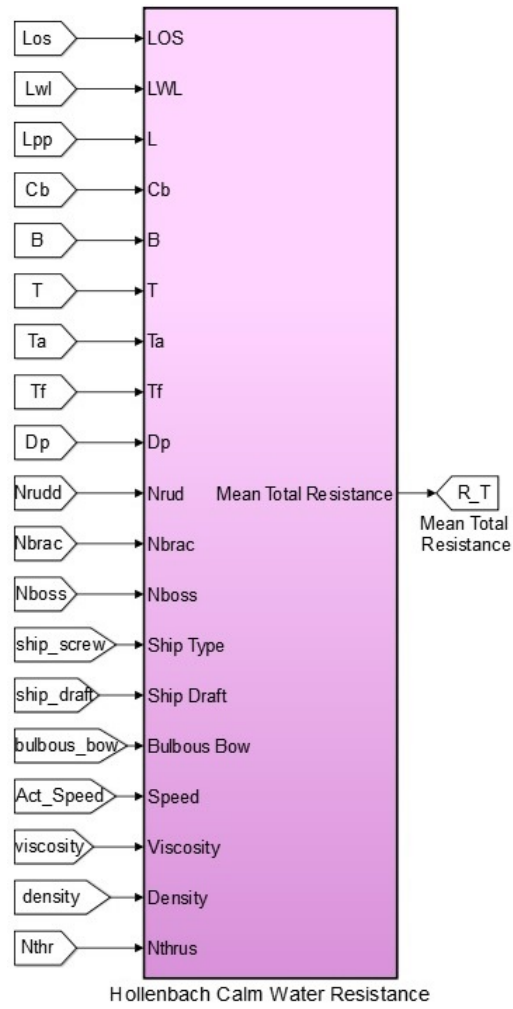 Los LOS
Lwl LWL
Lpp L
Cb Cb
B B
T T
Ta Ta
Tf Tf
Dp Dp
Nrudd Nrud Mean Total Resistance R_T
Mean Total
Resistance
Nbrac Nbrac
Nboss Nboss
ship_screw Ship Type
ship_draft Ship Draft
bulbous_bow Bulbous Bow
Act_Speed Speed
viscosity Viscosity
density Density
Nthr Nthrus
Hollenbach Calm Water Resistance